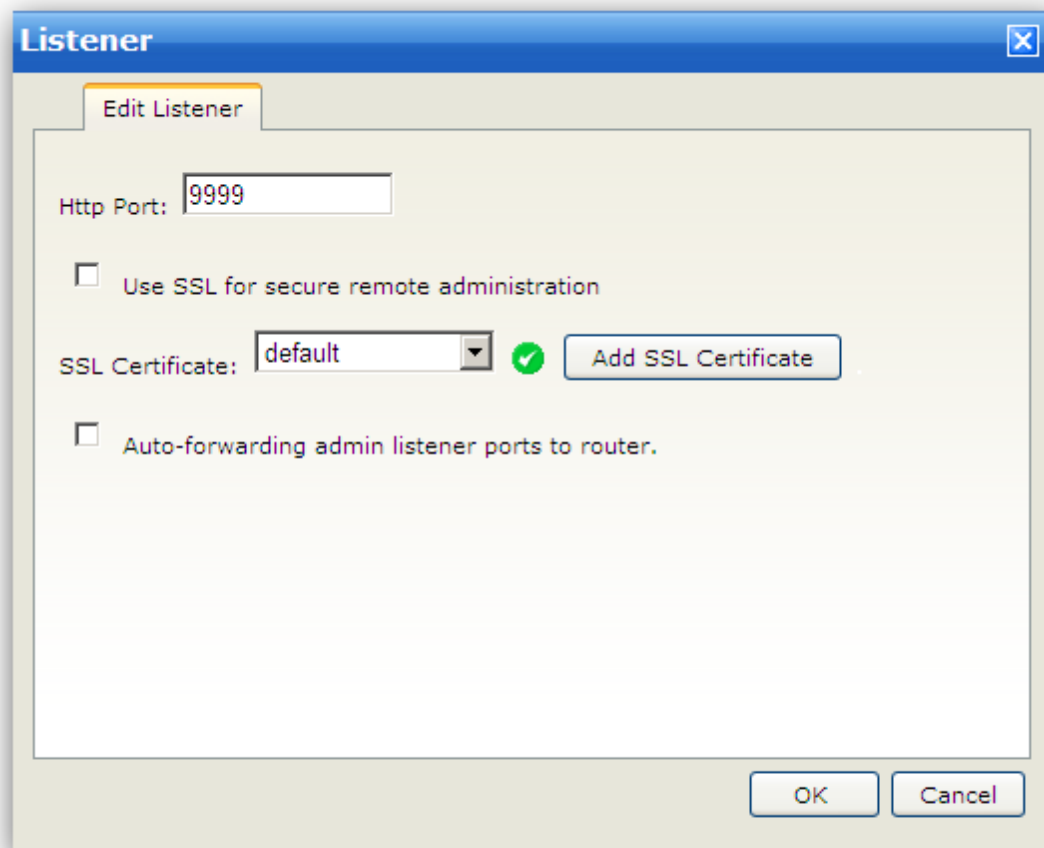 Listener
Edit Listener
Http Port: 9999
Use SSL for secure remote administration
SSL Certificate: default Add SSL Certificate
Auto-forwarding admin listener ports to router.
OK Cancel